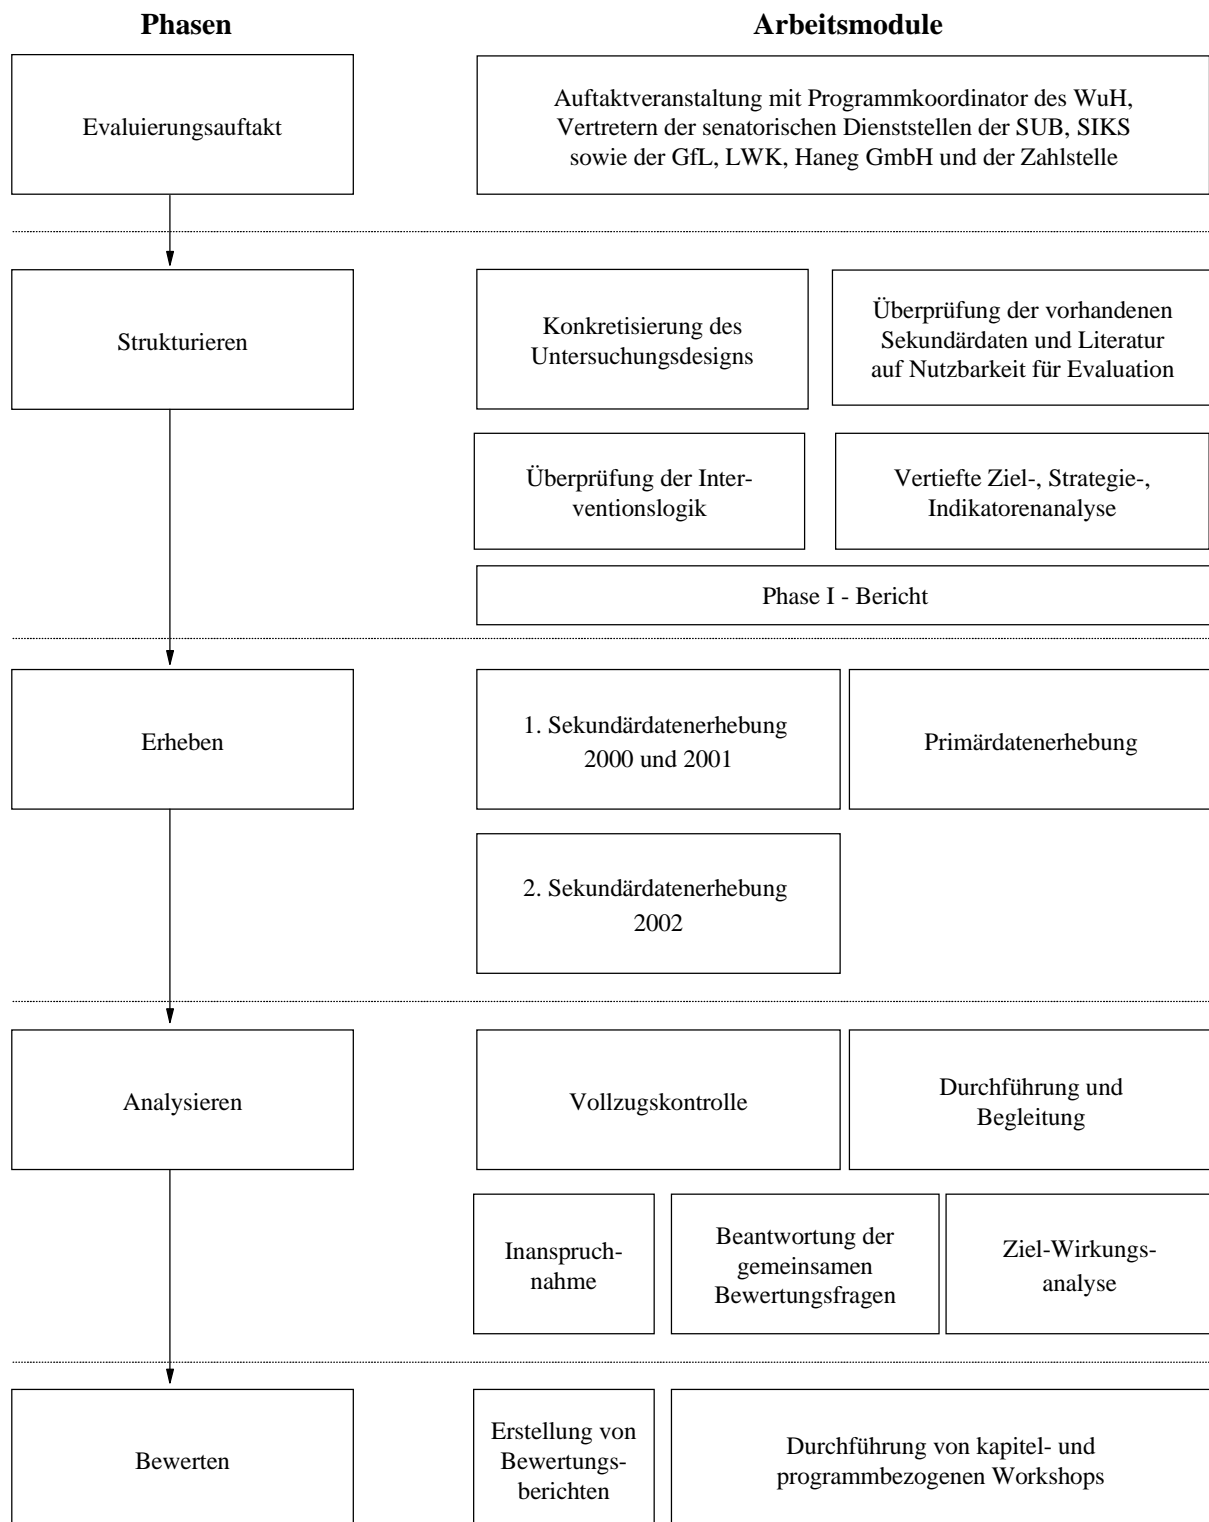 Phasen
Arbeitsmodule
Evaluierungsauftakt
Auftaktveranstaltung mit Programmkoordinator des WuH,
Vertretern der senatorischen Dienststellen der SUB, SIKS
sowie der GfL, LWK, Haneg GmbH und der Zahlstelle
Strukturieren
Konkretisierung des
Untersuchungsdesigns
Überprüfung der vorhandenen
Sekundärdaten und Literatur
auf Nutzbarkeit für Evaluation
Überprüfung der Inter-
ventionslogik
Vertiefte Ziel-, Strategie-,
Indikatorenanalyse
Phase I - Bericht
Erheben
1. Sekundärdatenerhebung
2000 und 2001
Primärdatenerhebung
2. Sekundärdatenerhebung
2002
Analysieren
Vollzugskontrolle
Durchführung und
Begleitung
Inanspruch-
nahme
Beantwortung der
gemeinsamen
Bewertungsfragen
Ziel-Wirkungs-
analyse
Bewerten
Erstellung von
Bewertungs-
berichten
Durchführung von kapitel- und
programmbezogenen Workshops